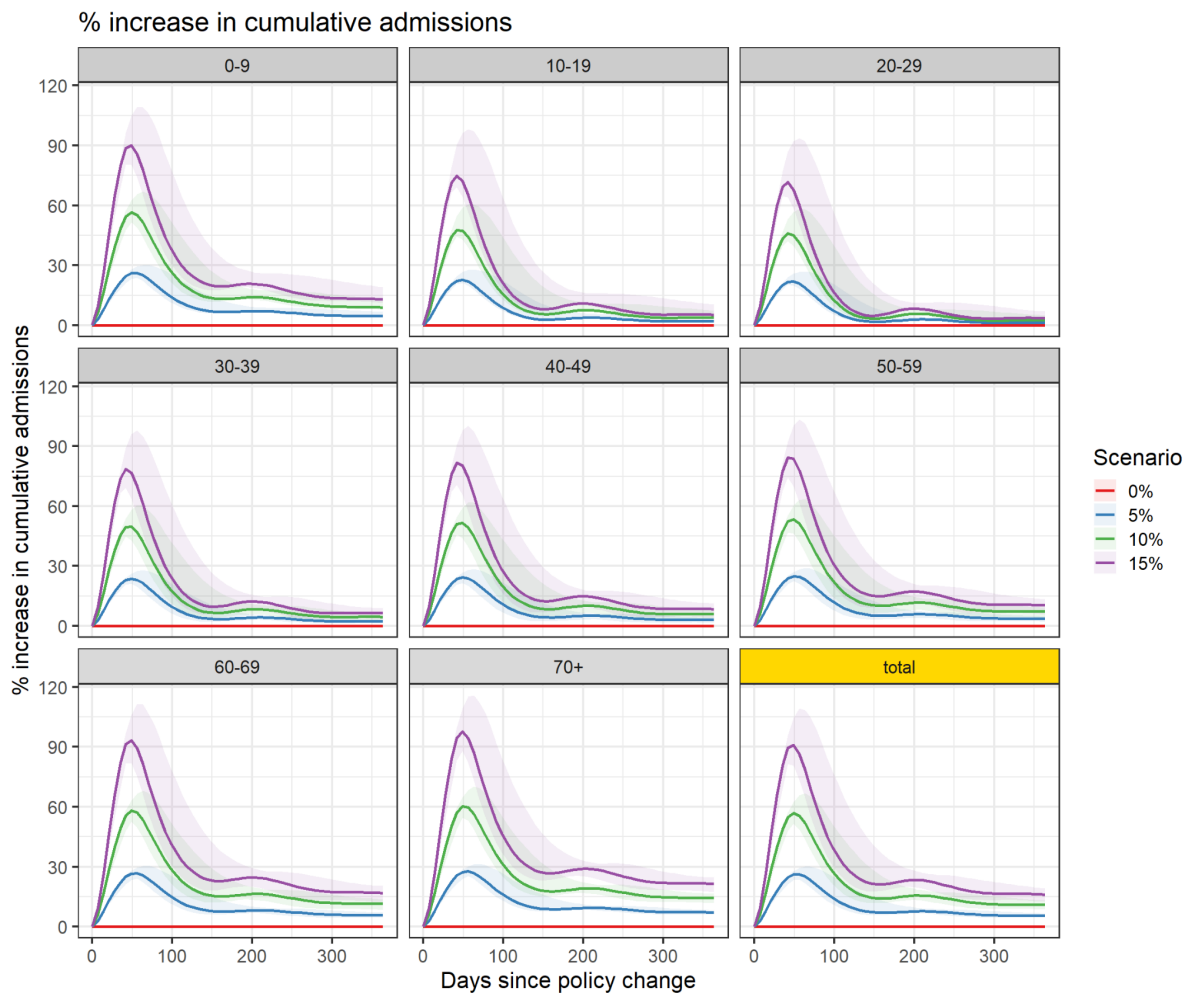 % increase in cumulative admissions
0-9 10-19 20-29
120
90
60
30
0
30-39 40-49 50-59
120
90
60
30
0
60-69 70+ total
120
90
60
30
0
0 100 200 300 0 100 200 300 0 100 200 300
Days since policy change
% increase in cumulative admissions
Scenario
0%
5%
10%
15%